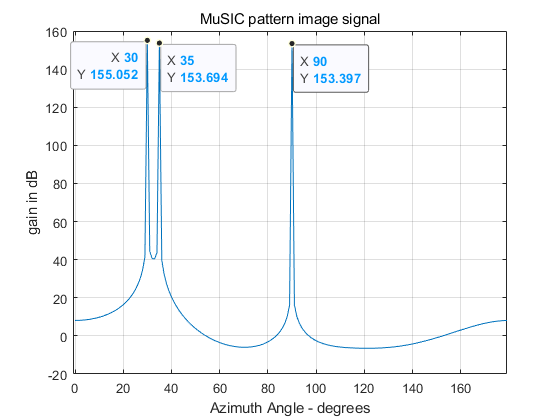 MuSIC pattern image signal
160
140
120
100
80
60
40
20
0
-20
gain in dB
X 30
Y 155.052
X 35
Y 153.694
X 90
Y 153.397
0
20
40
60
80
100
120
140
160
Azimuth Angle - degrees